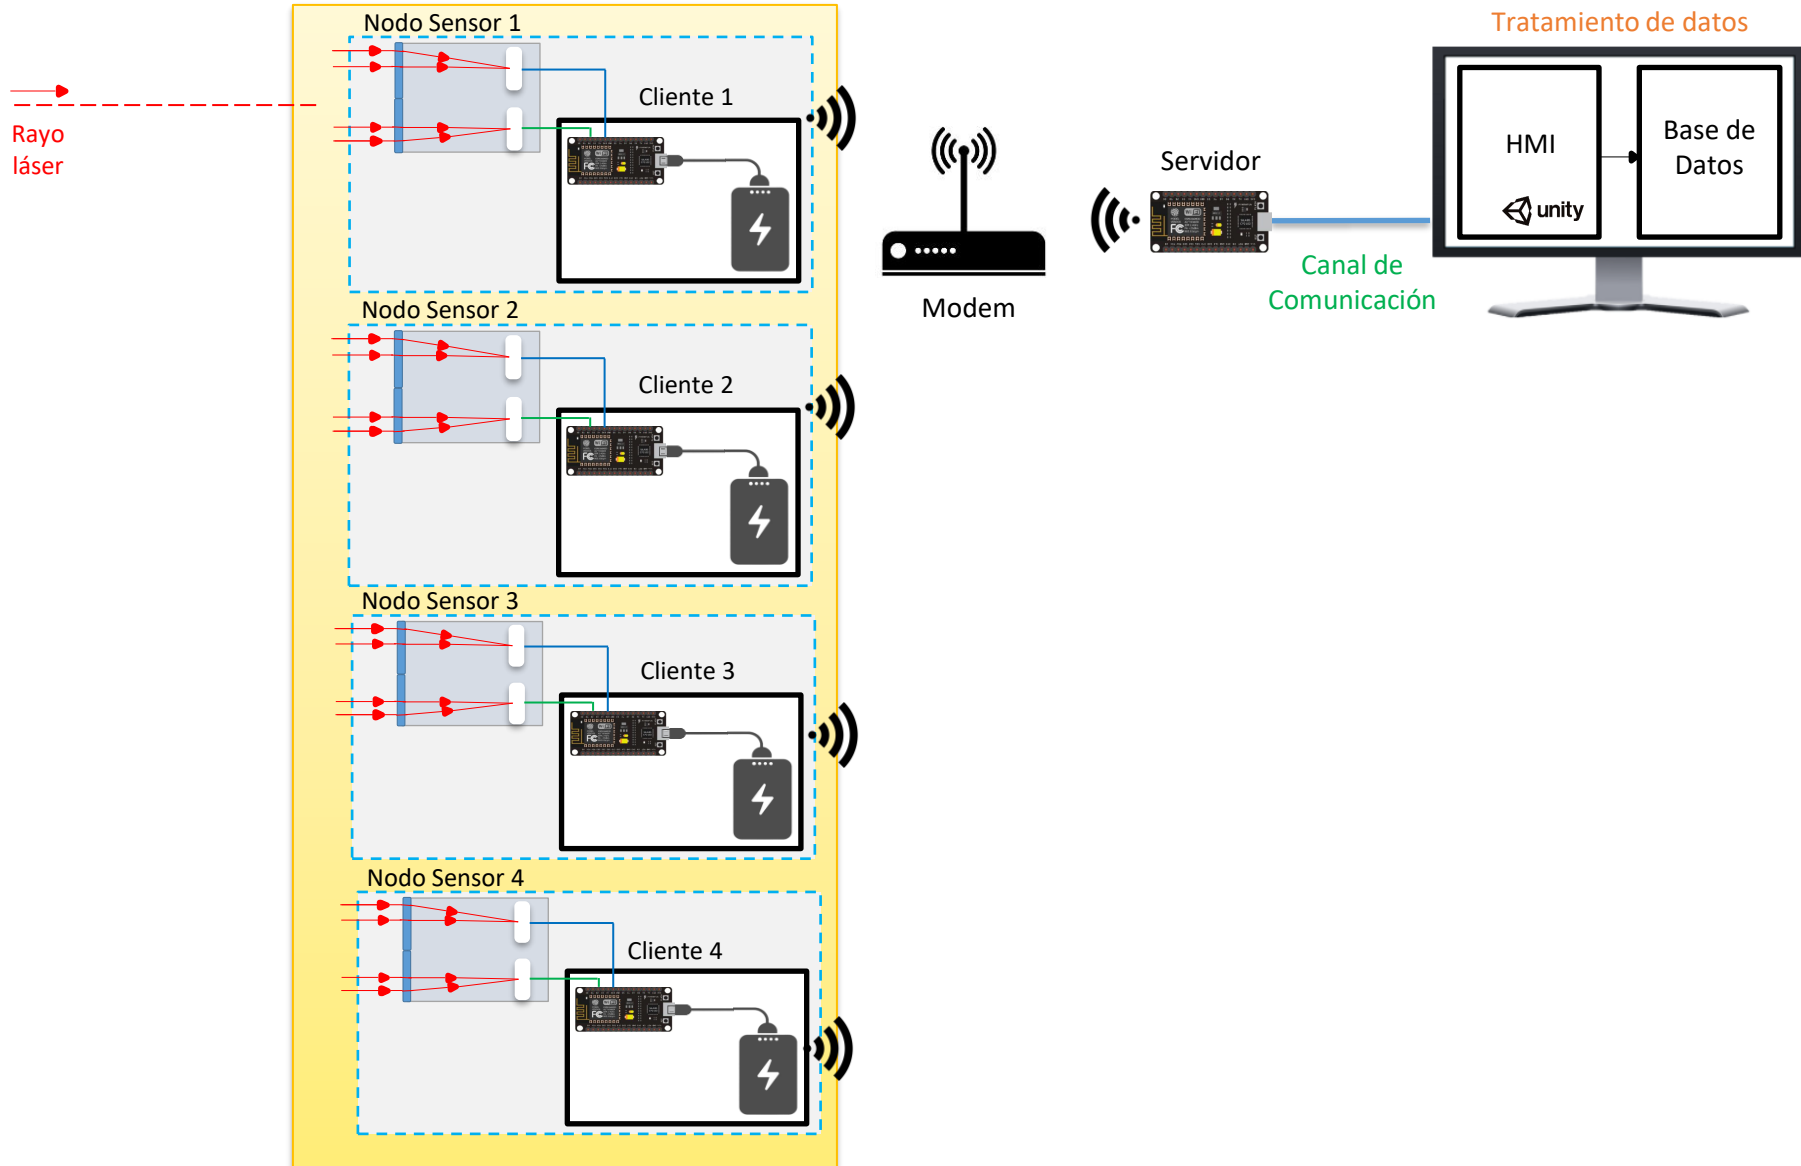 Nodo Sensor 1
Cliente 1
Rayo
láser
Nodo Sensor 2
Cliente 2
Nodo Sensor 3
Cliente 3
Nodo Sensor 4
Cliente 4
Modem
Servidor
Canal de
Comunicación
Tratamiento de datos
HMI
unity
Base de
Datos